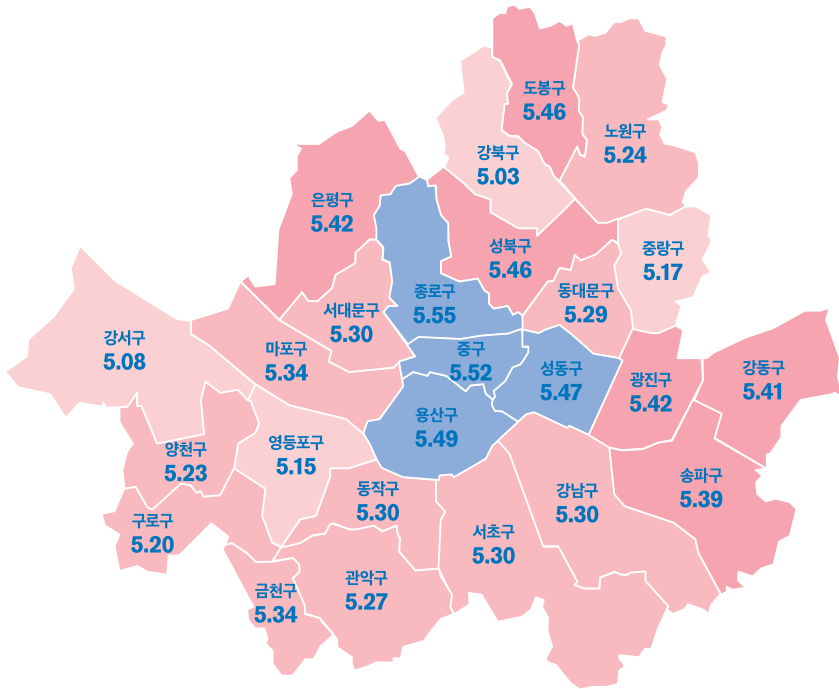 도봉구
5.46
노원구
5.24
강북구
5.03
은평구
5.42
성북구
5.46
중랑구
5.17
종로구
5.55
동대문구
5.29
서대문구
5.30
강서구
5.08
마포구
5.34
중구
5.52
성동구
5.47
광진구
5.42
강동구
5.41
용산구
5.49
양천구
5.23
영등포구
5.15
동작구
5.30
강남구
5.30
송파구
5.39
구로구
5.20
서초구
5.30
금천구
5.34
관악구
5.27